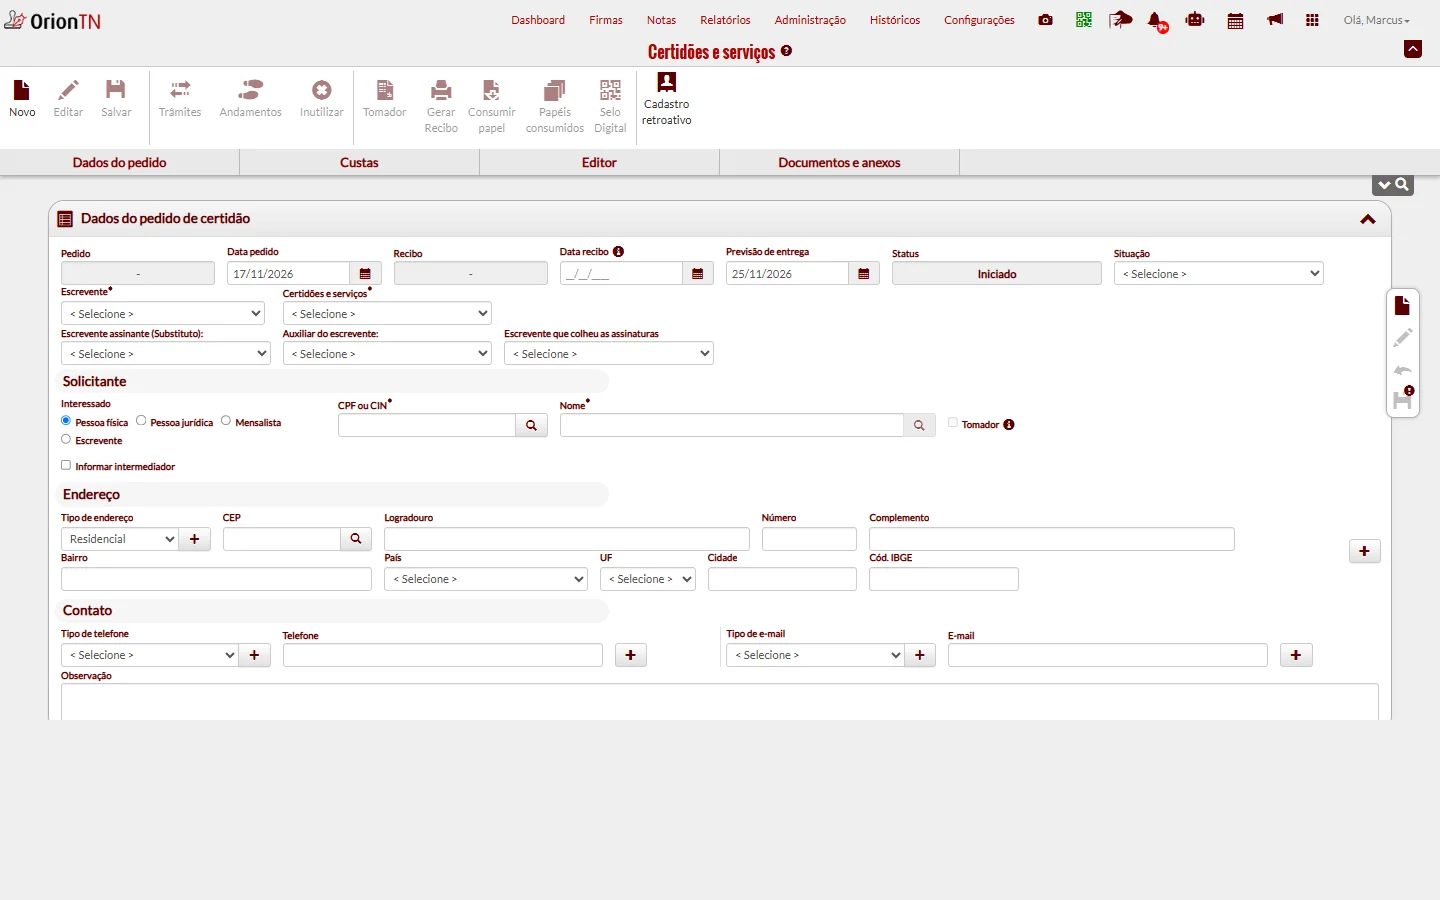 OrionTN
Dashboard Firmas Notas Relatórios Administração Históricos Configurações 9+ Olá, Marcus
Certidões e serviços
Novo Editar Salvar Trâmites Andamentos Inutilizar Tomador Gerar Recibo Consumir papel Papéis consumidos Selo Digital Cadastro retroativo
Dados do pedido Custas Editor Documentos e anexos
Dados do pedido de certidão
Pedido Data pedido Recibo Data recibo Previsão de entrega Status Situação
- 17/11/2026 - _/_/___ 25/11/2026 Iniciado < Selecione >
Escrevente* Certidões e serviços*
< Selecione > < Selecione >
Escrevente assinante (Substituto): Auxiliar do escrevente: Escrevente que colheu as assinaturas
< Selecione > < Selecione > < Selecione >
Solicitante
Interessado CPF ou CIN* Nome*
Pessoa física Pessoa jurídica Mensalista Tomador
Escrevente
Informar intermediador
Endereço
Tipo de endereço CEP Logradouro Número Complemento
Residencial
Bairro País UF Cidade Cód. IBGE
< Selecione > < Selecione >
Contato
Tipo de telefone Telefone Tipo de e-mail E-mail
< Selecione > < Selecione >
Observação